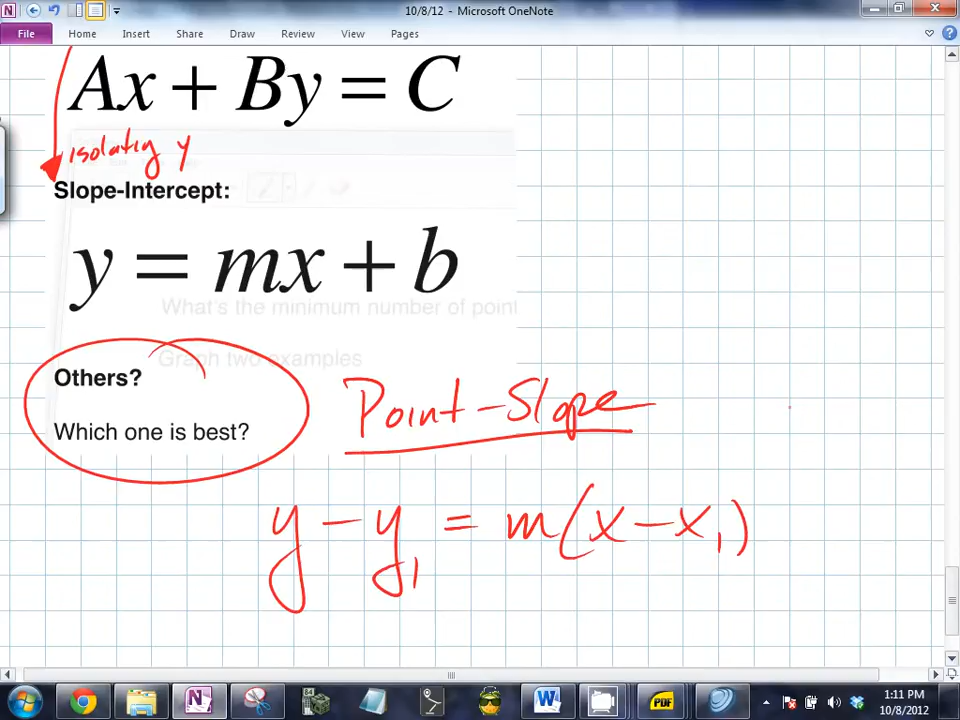 10/8/12 - Microsoft OneNote
File Home Insert Share Draw Review View Pages
Ax + By = C
isolatig y
Slope-Intercept:
y = mx + b
What's the minimum number of point
Graph two examples
Others?
Point-Slope
Which one is best?
y - y₁ = m(x - x₁)
PDF
1:11 PM
10/8/2012